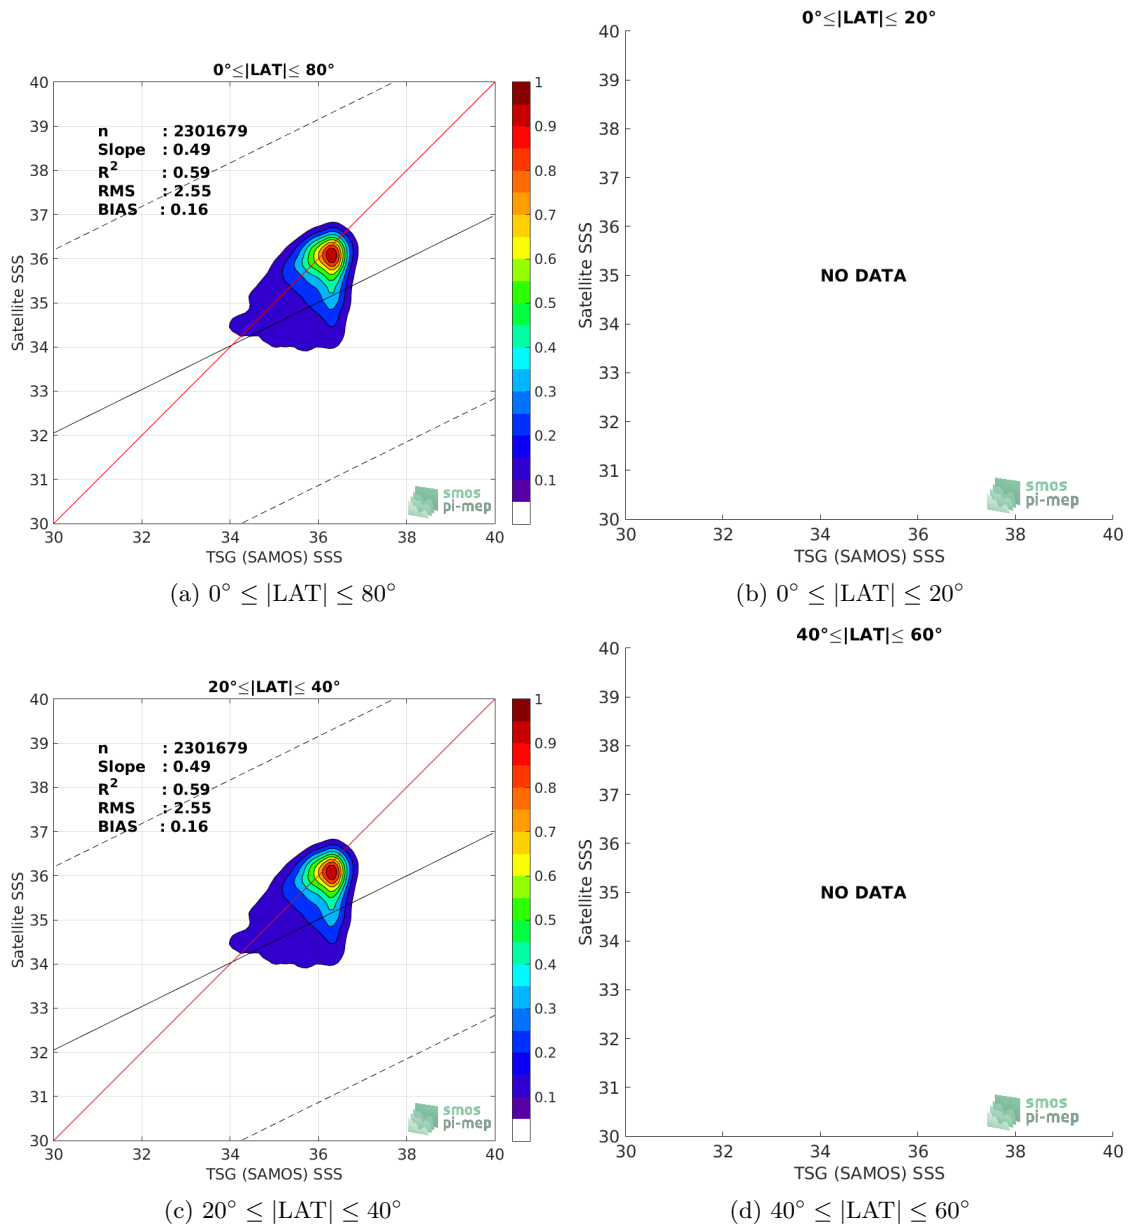 0°≤|LAT|≤ 80°
40
39
38
37
36
35
34
33
32
31
30
Satellite SSS
n : 2301679
Slope : 0.49
R² : 0.59
RMS : 2.55
BIAS : 0.16
1
0.9
0.8
0.7
0.6
0.5
0.4
0.3
0.2
0.1
smos
pi-mep
30 32 34 36 38 40
TSG (SAMOS) SSS
(a) 0° ≤ |LAT| ≤ 80°
0°≤|LAT|≤ 20°
40
39
38
37
36
35
34
33
32
31
30
Satellite SSS
NO DATA
smos
pi-mep
30 32 34 36 38 40
TSG (SAMOS) SSS
(b) 0° ≤ |LAT| ≤ 20°
20°≤|LAT|≤ 40°
40
39
38
37
36
35
34
33
32
31
30
Satellite SSS
n : 2301679
Slope : 0.49
R² : 0.59
RMS : 2.55
BIAS : 0.16
1
0.9
0.8
0.7
0.6
0.5
0.4
0.3
0.2
0.1
smos
pi-mep
30 32 34 36 38 40
TSG (SAMOS) SSS
(c) 20° ≤ |LAT| ≤ 40°
40°≤|LAT|≤ 60°
40
39
38
37
36
35
34
33
32
31
30
Satellite SSS
NO DATA
smos
pi-mep
30 32 34 36 38 40
TSG (SAMOS) SSS
(d) 40° ≤ |LAT| ≤ 60°